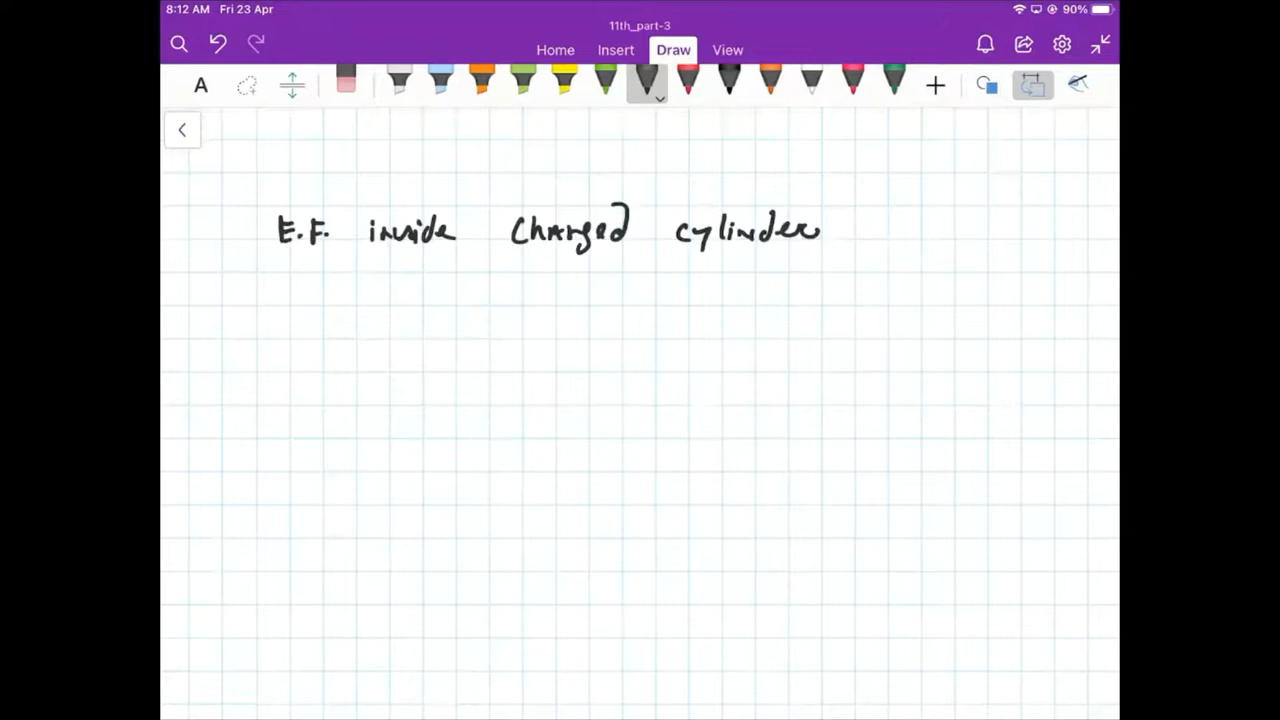 8:12 AM Fri 23 Apr
90%
11th_part-3
Home Insert Draw View
A
E.F. inside charged cylinder